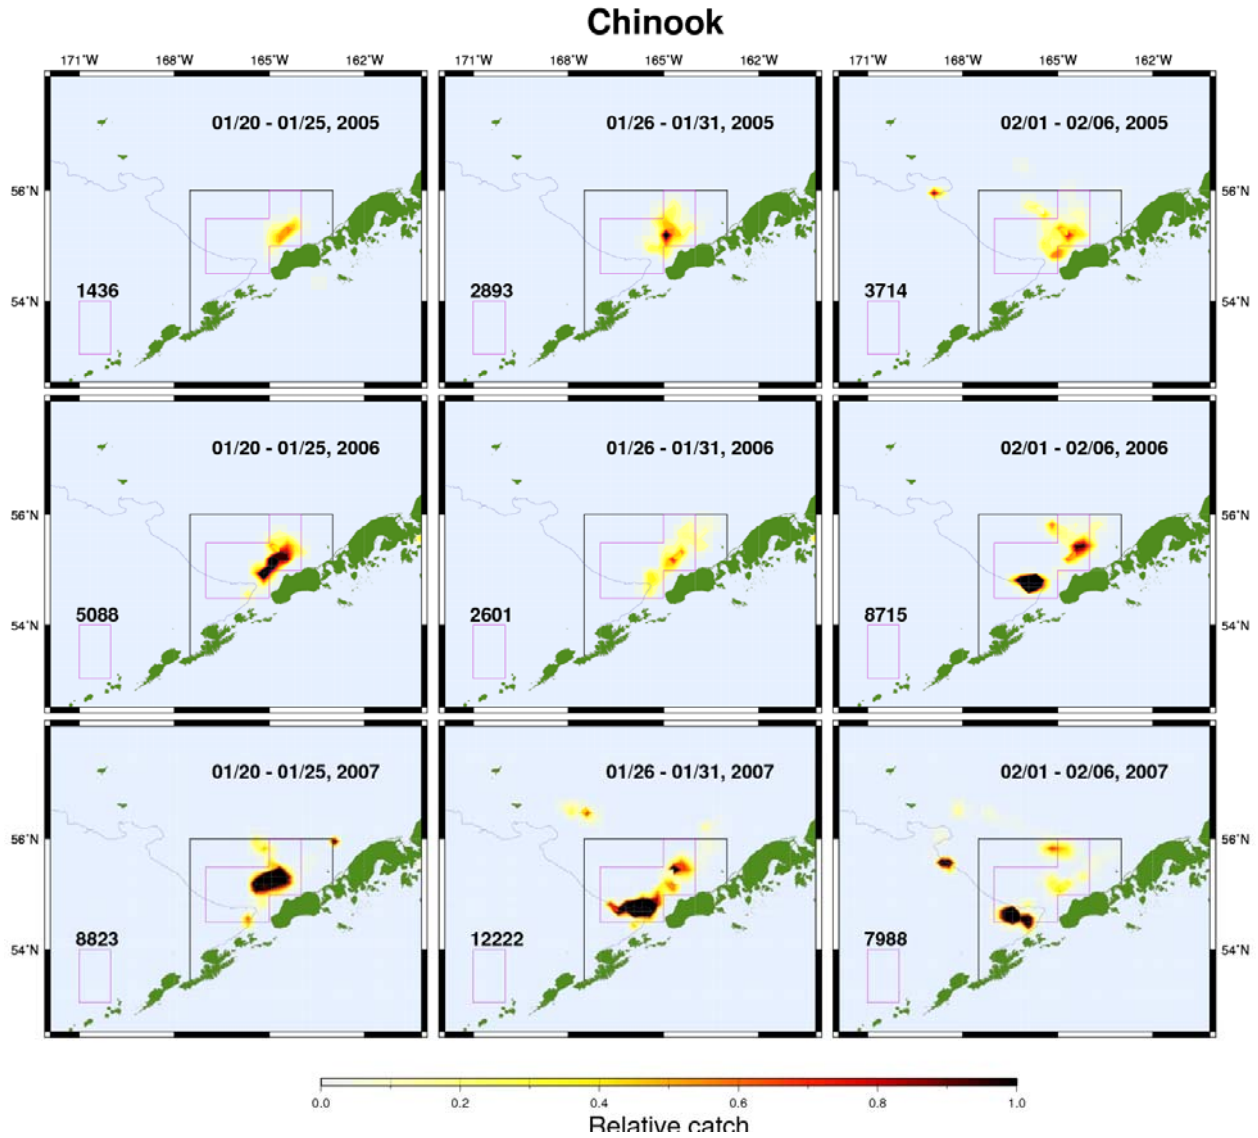 Chinook
171°W 168°W 165°W 162°W 171°W 168°W 165°W 162°W 171°W 168°W 165°W 162°W
01/20 - 01/25, 2005 01/26 - 01/31, 2005 02/01 - 02/06, 2005
56°N 56°N
1436 2893 3714
54°N 54°N
01/20 - 01/25, 2006 01/26 - 01/31, 2006 02/01 - 02/06, 2006
56°N 56°N
5088 2601 8715
54°N 54°N
01/20 - 01/25, 2007 01/26 - 01/31, 2007 02/01 - 02/06, 2007
56°N 56°N
8823 12222 7988
54°N 54°N
0.0 0.2 0.4 0.6 0.8 1.0
Relative catch